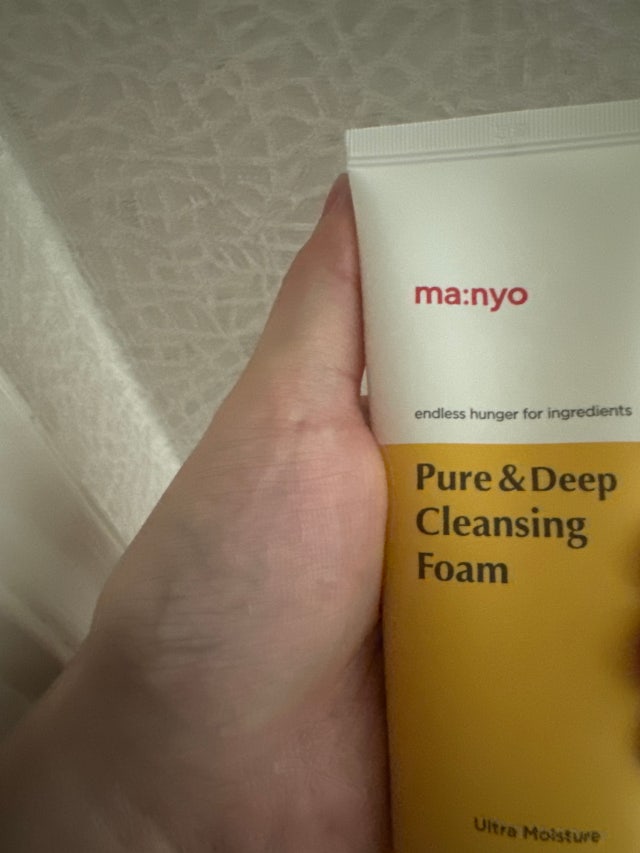 ma:nyo
endless hunger for ingredients
Pure & Deep
Cleansing
Foam
Ultra Moisture